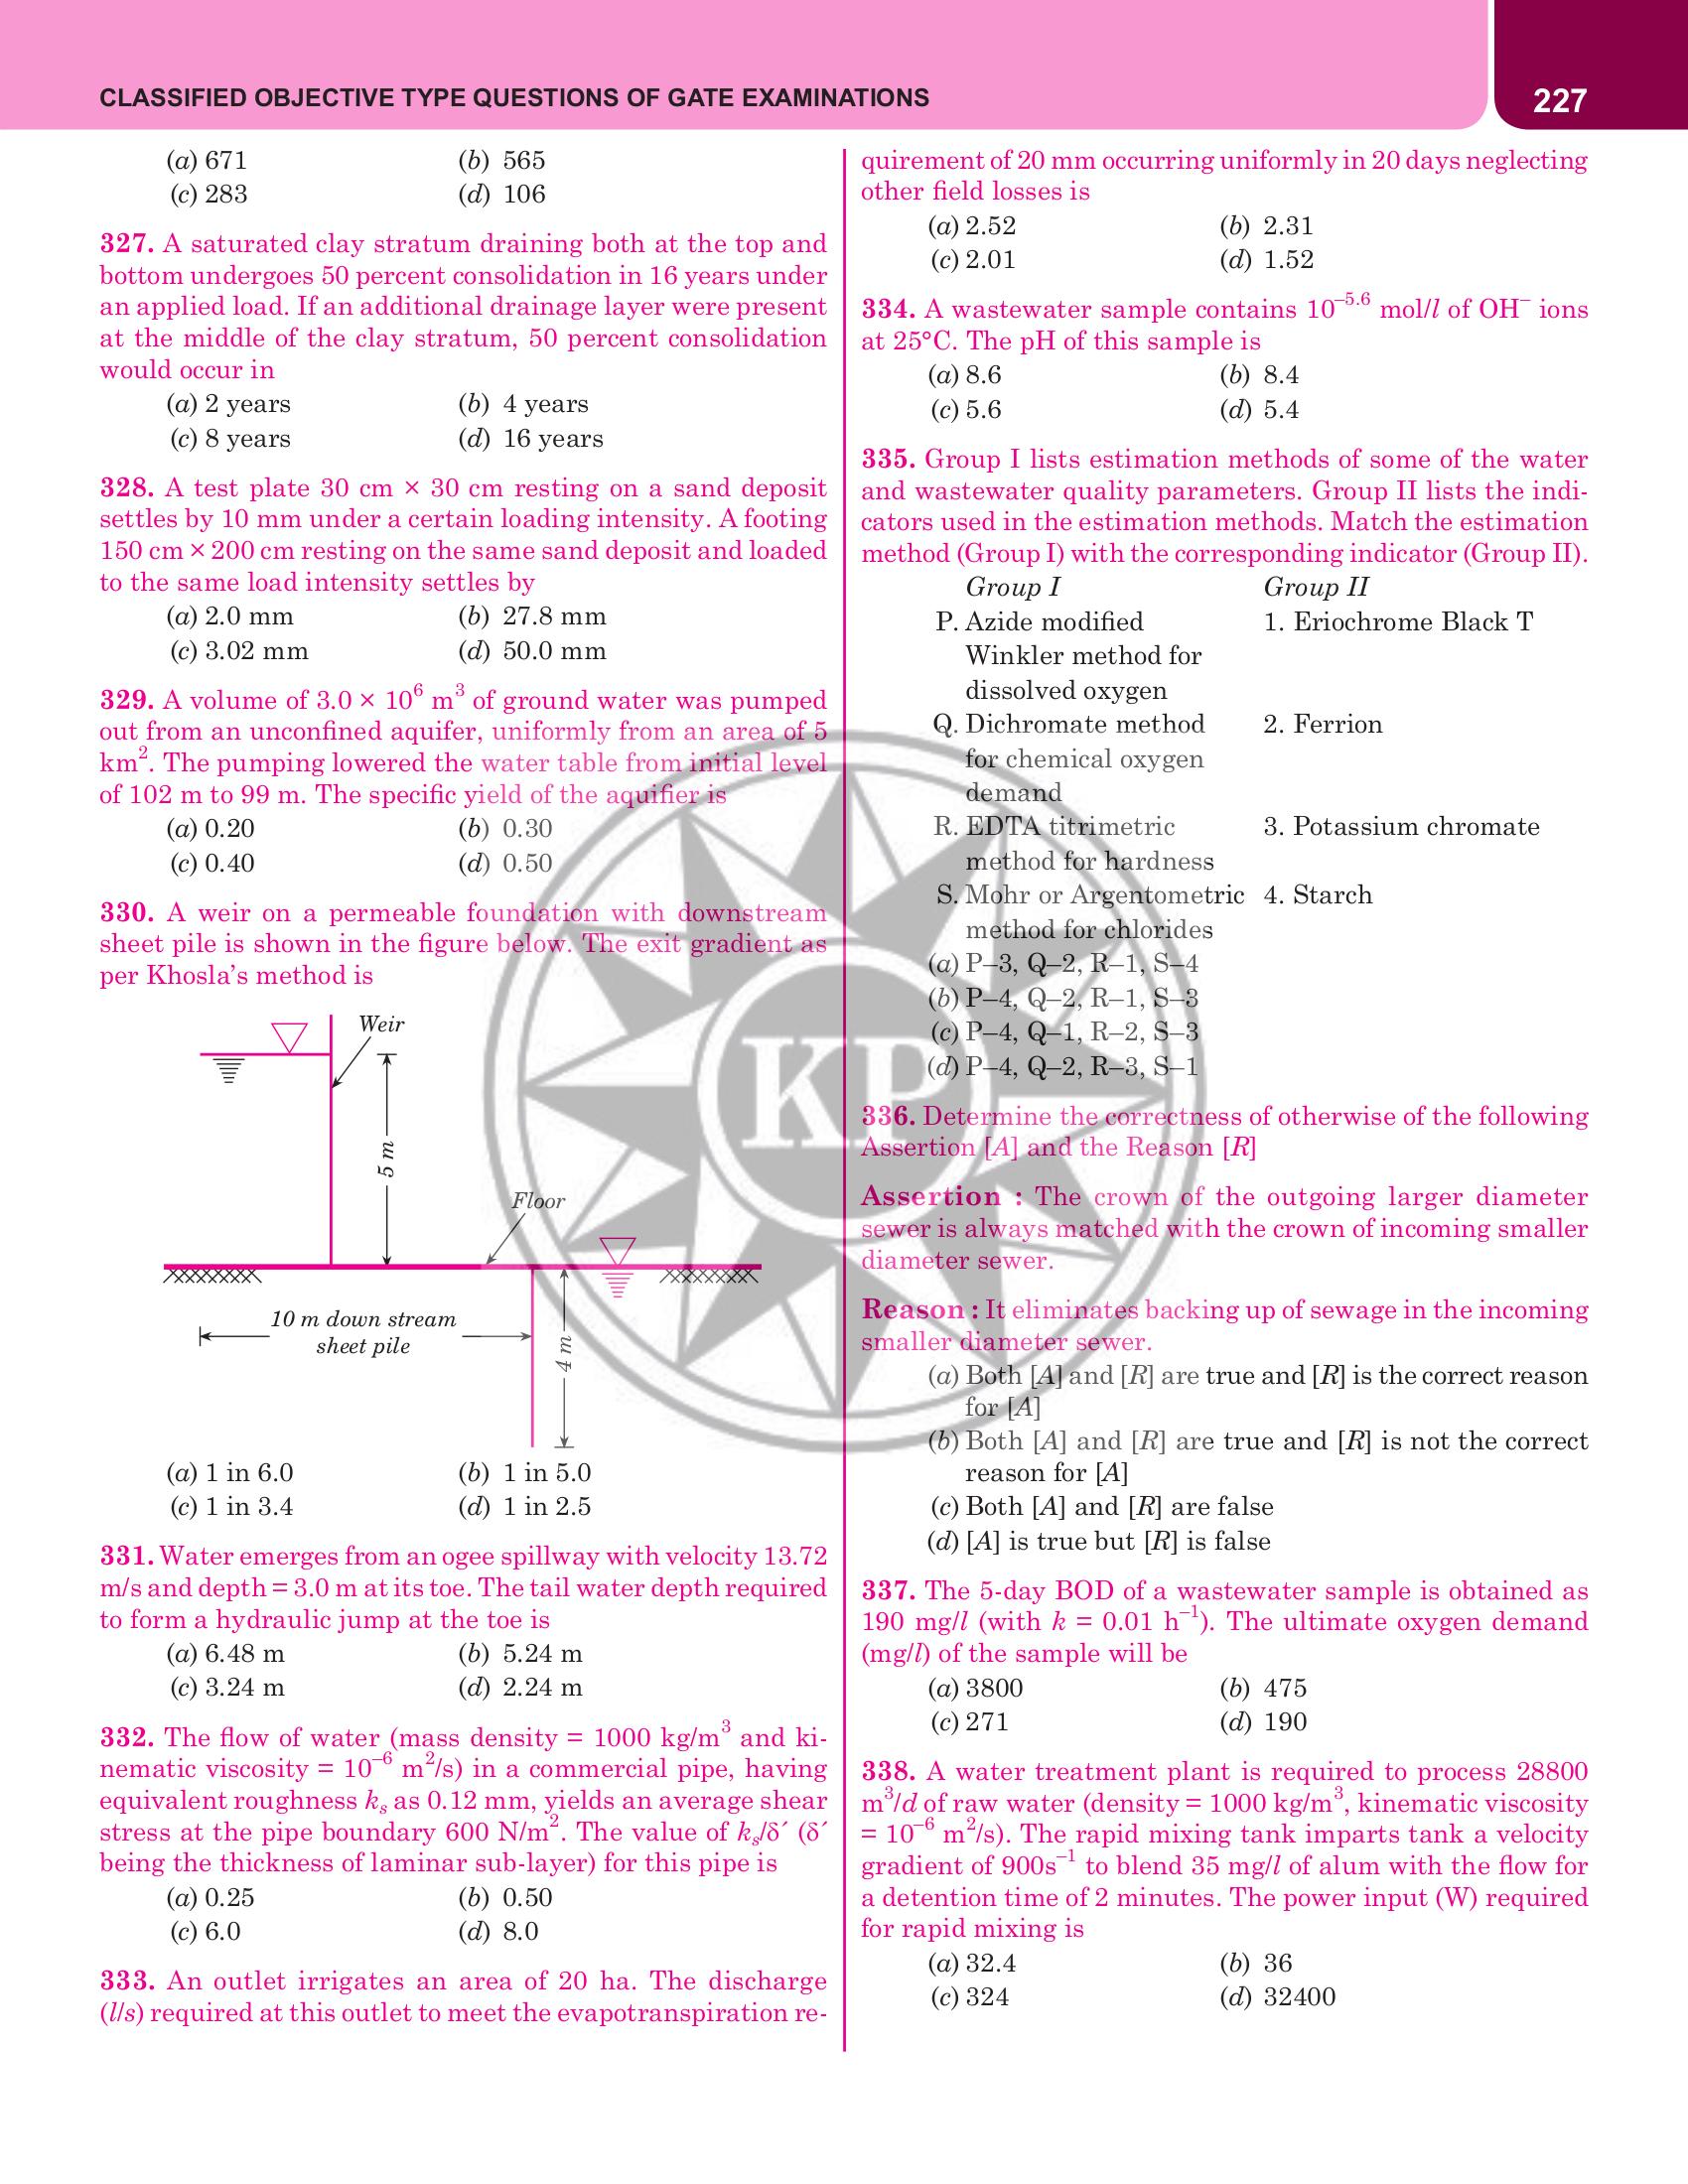 CLASSIFIED OBJECTIVE TYPE QUESTIONS OF GATE EXAMINATIONS
227
(a) 671 (b) 565
(c) 283 (d) 106
327. A saturated clay stratum draining both at the top and
bottom undergoes 50 percent consolidation in 16 years under
an applied load. If an additional drainage layer were present
at the middle of the clay stratum, 50 percent consolidation
would occur in
(a) 2 years (b) 4 years
(c) 8 years (d) 16 years
328. A test plate 30 cm × 30 cm resting on a sand deposit
settles by 10 mm under a certain loading intensity. A footing
150 cm × 200 cm resting on the same sand deposit and loaded
to the same load intensity settles by
(a) 2.0 mm (b) 27.8 mm
(c) 3.02 mm (d) 50.0 mm
329. A volume of 3.0 × 10⁶ m³ of ground water was pumped
out from an unconfined aquifer, uniformly from an area of 5
km². The pumping lowered the water table from initial level
of 102 m to 99 m. The specific yield of the aquifier is
(a) 0.20 (b) 0.30
(c) 0.40 (d) 0.50
330. A weir on a permeable foundation with downstream
sheet pile is shown in the figure below. The exit gradient as
per Khosla's method is
Weir
5 m
Floor
10 m down stream
sheet pile
4 m
(a) 1 in 6.0 (b) 1 in 5.0
(c) 1 in 3.4 (d) 1 in 2.5
331. Water emerges from an ogee spillway with velocity 13.72
m/s and depth = 3.0 m at its toe. The tail water depth required
to form a hydraulic jump at the toe is
(a) 6.48 m (b) 5.24 m
(c) 3.24 m (d) 2.24 m
332. The flow of water (mass density = 1000 kg/m³ and ki-
nematic viscosity = 10⁻⁶ m²/s) in a commercial pipe, having
equivalent roughness kₛ as 0.12 mm, yields an average shear
stress at the pipe boundary 600 N/m². The value of kₛ/δ´ (δ´
being the thickness of laminar sub-layer) for this pipe is
(a) 0.25 (b) 0.50
(c) 6.0 (d) 8.0
333. An outlet irrigates an area of 20 ha. The discharge
(l/s) required at this outlet to meet the evapotranspiration re-
quirement of 20 mm occurring uniformly in 20 days neglecting
other field losses is
(a) 2.52 (b) 2.31
(c) 2.01 (d) 1.52
334. A wastewater sample contains 10⁻⁵·⁶ mol/l of OH⁻ ions
at 25°C. The pH of this sample is
(a) 8.6 (b) 8.4
(c) 5.6 (d) 5.4
335. Group I lists estimation methods of some of the water
and wastewater quality parameters. Group II lists the indi-
cators used in the estimation methods. Match the estimation
method (Group I) with the corresponding indicator (Group II).
Group I Group II
P. Azide modified 1. Eriochrome Black T
Winkler method for
dissolved oxygen
Q. Dichromate method 2. Ferrion
for chemical oxygen
demand
R. EDTA titrimetric 3. Potassium chromate
method for hardness
S. Mohr or Argentometric 4. Starch
method for chlorides
(a) P–3, Q–2, R–1, S–4
(b) P–4, Q–2, R–1, S–3
(c) P–4, Q–1, R–2, S–3
(d) P–4, Q–2, R–3, S–1
KP
336. Determine the correctness of otherwise of the following
Assertion [A] and the Reason [R]
Assertion : The crown of the outgoing larger diameter
sewer is always matched with the crown of incoming smaller
diameter sewer.
Reason : It eliminates backing up of sewage in the incoming
smaller diameter sewer.
(a) Both [A] and [R] are true and [R] is the correct reason
for [A]
(b) Both [A] and [R] are true and [R] is not the correct
reason for [A]
(c) Both [A] and [R] are false
(d) [A] is true but [R] is false
337. The 5-day BOD of a wastewater sample is obtained as
190 mg/l (with k = 0.01 h⁻¹). The ultimate oxygen demand
(mg/l) of the sample will be
(a) 3800 (b) 475
(c) 271 (d) 190
338. A water treatment plant is required to process 28800
m³/d of raw water (density = 1000 kg/m³, kinematic viscosity
= 10⁻⁶ m²/s). The rapid mixing tank imparts tank a velocity
gradient of 900s⁻¹ to blend 35 mg/l of alum with the flow for
a detention time of 2 minutes. The power input (W) required
for rapid mixing is
(a) 32.4 (b) 36
(c) 324 (d) 32400